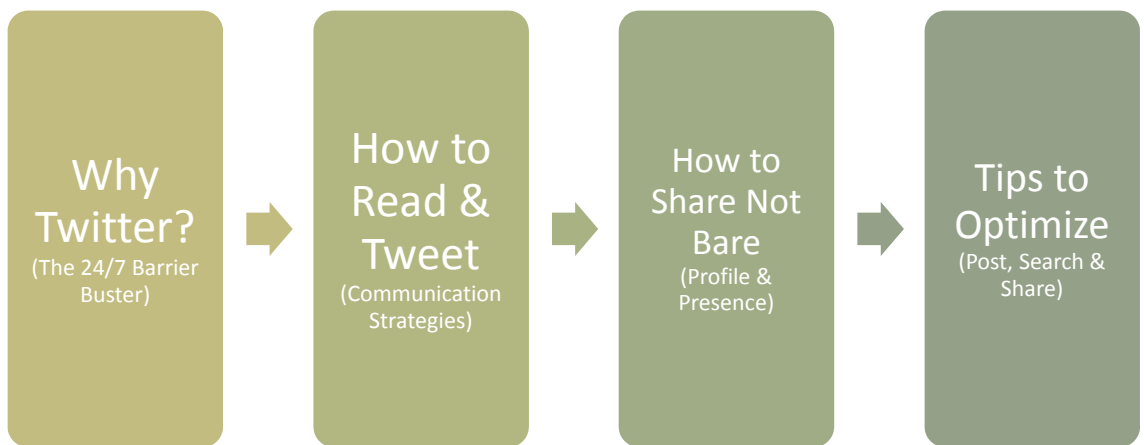 Why
Twitter?
(The 24/7 Barrier
Buster)
How to
Read &
Tweet
(Communication
Strategies)
How to
Share Not
Bare
(Profile &
Presence)
Tips to
Optimize
(Post, Search &
Share)